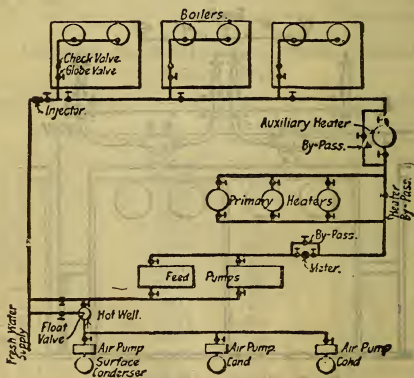 Boilers.
Check Valve
Globe Valve
Injector.
Auxiliary Heater
By-Pass.
Primary Heaters
Heater
By-Pass.
By-Pass.
Meter.
Feed Pumps
Hot Well.
Float
Valve
Fresh Water
Supply
Air Pump
Surface
Condenser
Air Pump
Cond
Air Pump
Cond